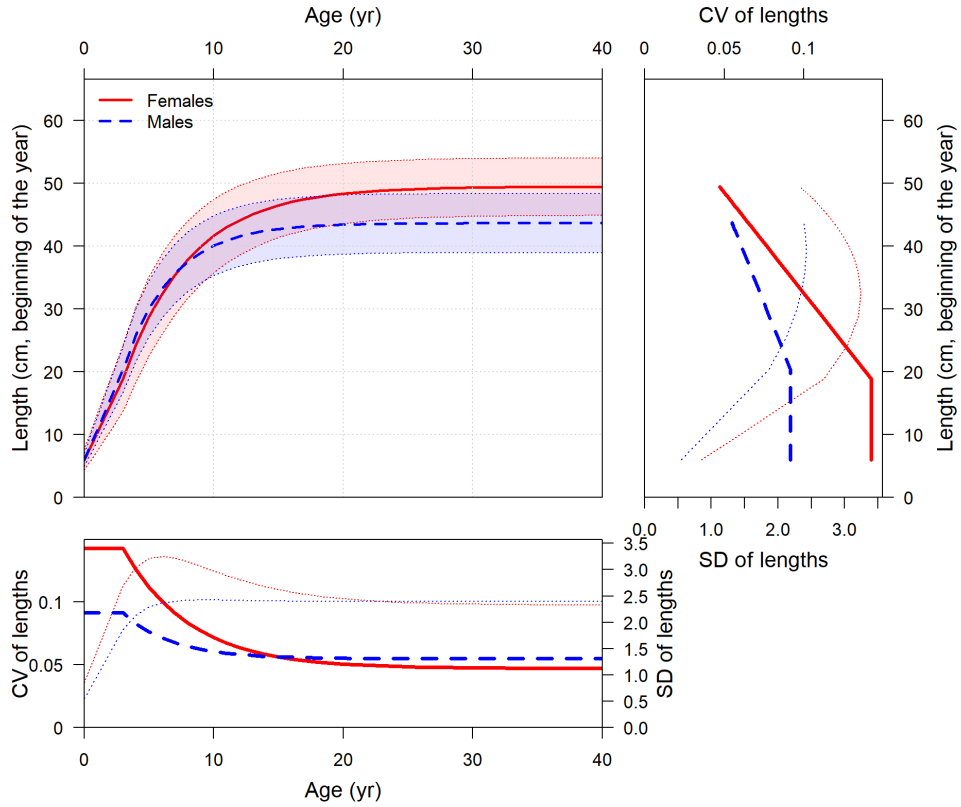 Age (yr)
CV of lengths
0 10 20 30 40
0 0.05 0.1
Length (cm, beginning of the year)
60
50
40
30
20
10
0
Females
Males
60
50
40
30
20
10
0
Length (cm, beginning of the year)
0.0 1.0 2.0 3.0
SD of lengths
CV of lengths
0.1
0.05
0
3.5
3.0
2.5
2.0
1.5
1.0
0.5
0.0
SD of lengths
0 10 20 30 40
Age (yr)